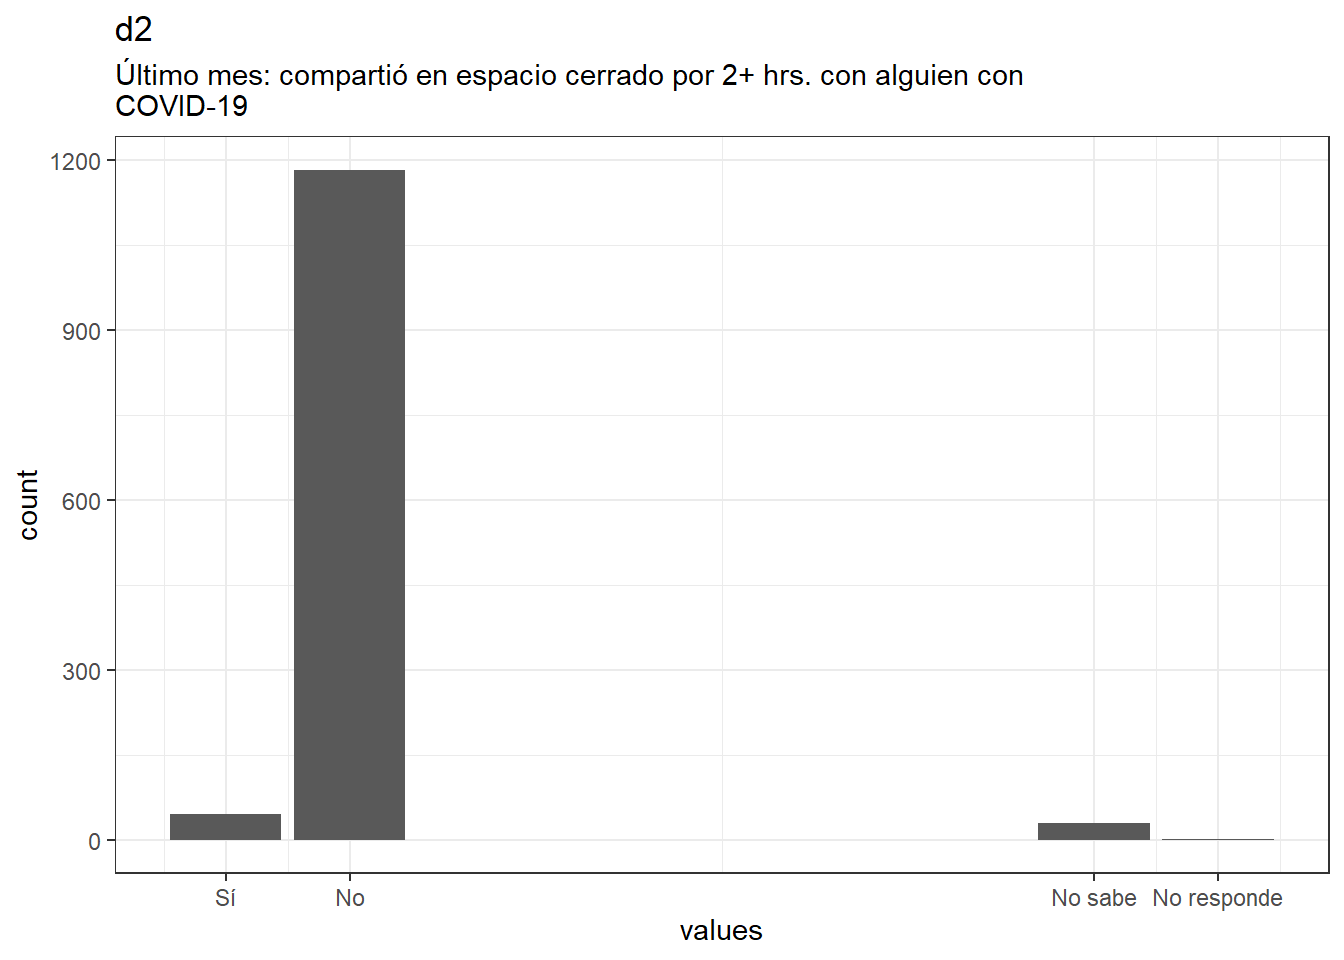 d2
Último mes: compartió en espacio cerrado por 2+ hrs. con alguien con
COVID-19
1200
900
600
300
0
count
Sí No No sabe No responde
values